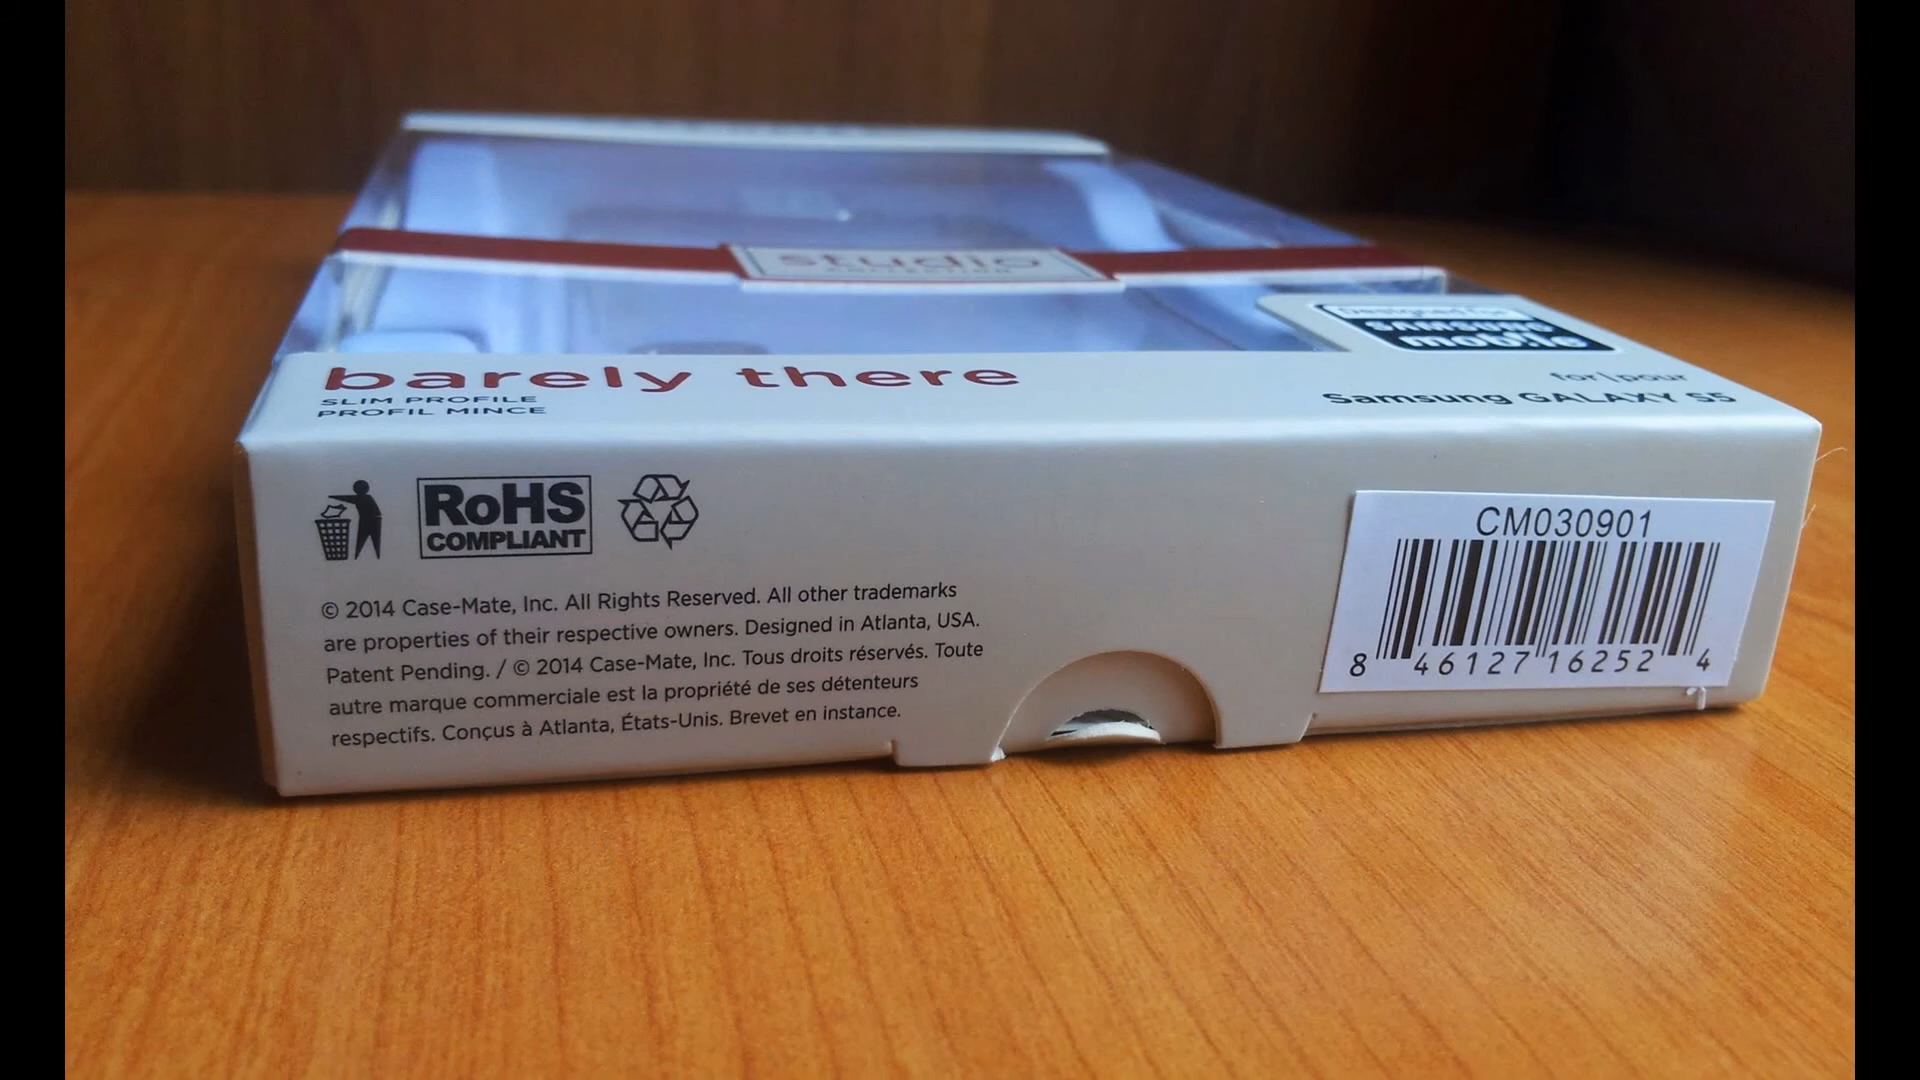 studio
COLLECTION
Designed for
SAMSUNG
mobile
barely there
SLIM PROFILE
PROFIL MINCE
for | pour
Samsung GALAXY S5
RoHS
COMPLIANT
© 2014 Case-Mate, Inc. All Rights Reserved. All other trademarks
are properties of their respective owners. Designed in Atlanta, USA.
Patent Pending. / © 2014 Case-Mate, Inc. Tous droits réservés. Toute
autre marque commerciale est la propriété de ses détenteurs
respectifs. Conçus à Atlanta, États-Unis. Brevet en instance.
CM030901
8 46127 16252 4